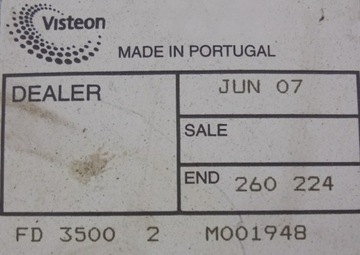 Visteon
MADE IN PORTUGAL
DEALER
JUN 07
SALE
END 260 224
FD 3500 2 M001948